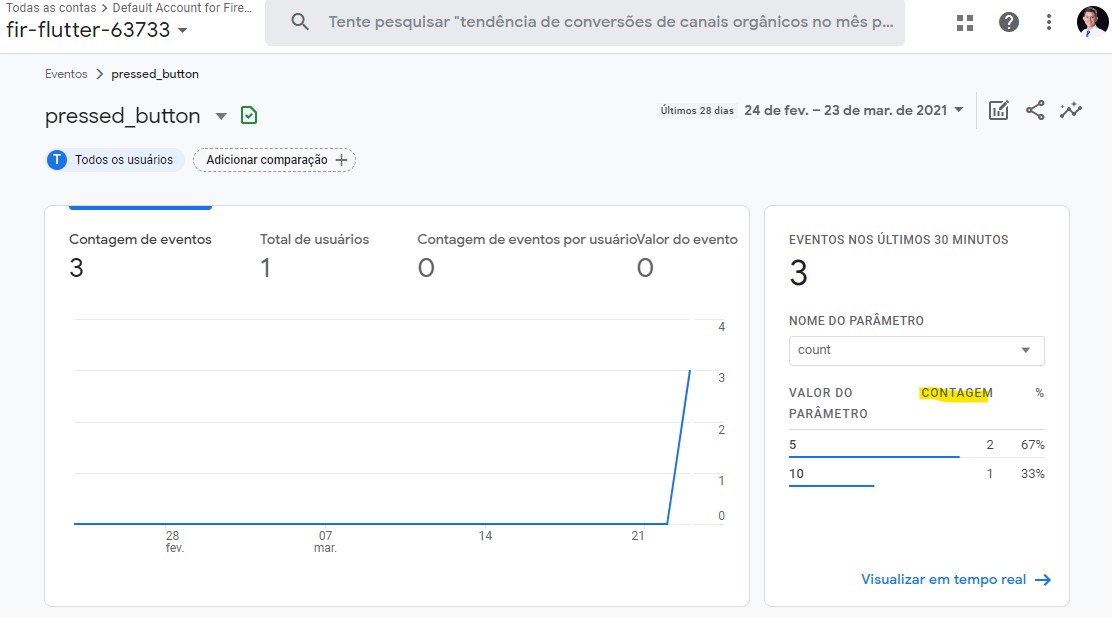 Todas as contas > Default Account for Fire...
fir-flutter-63733
Tente pesquisar "tendência de conversões de canais orgânicos no mês p...
Eventos > pressed_button
pressed_button
Últimos 28 dias 24 de fev. – 23 de mar. de 2021
T Todos os usuários
Adicionar comparação +
Contagem de eventos
3
Total de usuários
1
Contagem de eventos por usuário
0
Valor do evento
0
4
3
2
1
0
28
fev.
07
mar.
14
21
EVENTOS NOS ÚLTIMOS 30 MINUTOS
3
NOME DO PARÂMETRO
count
VALOR DO PARÂMETRO CONTAGEM %
5 2 67%
10 1 33%
Visualizar em tempo real →